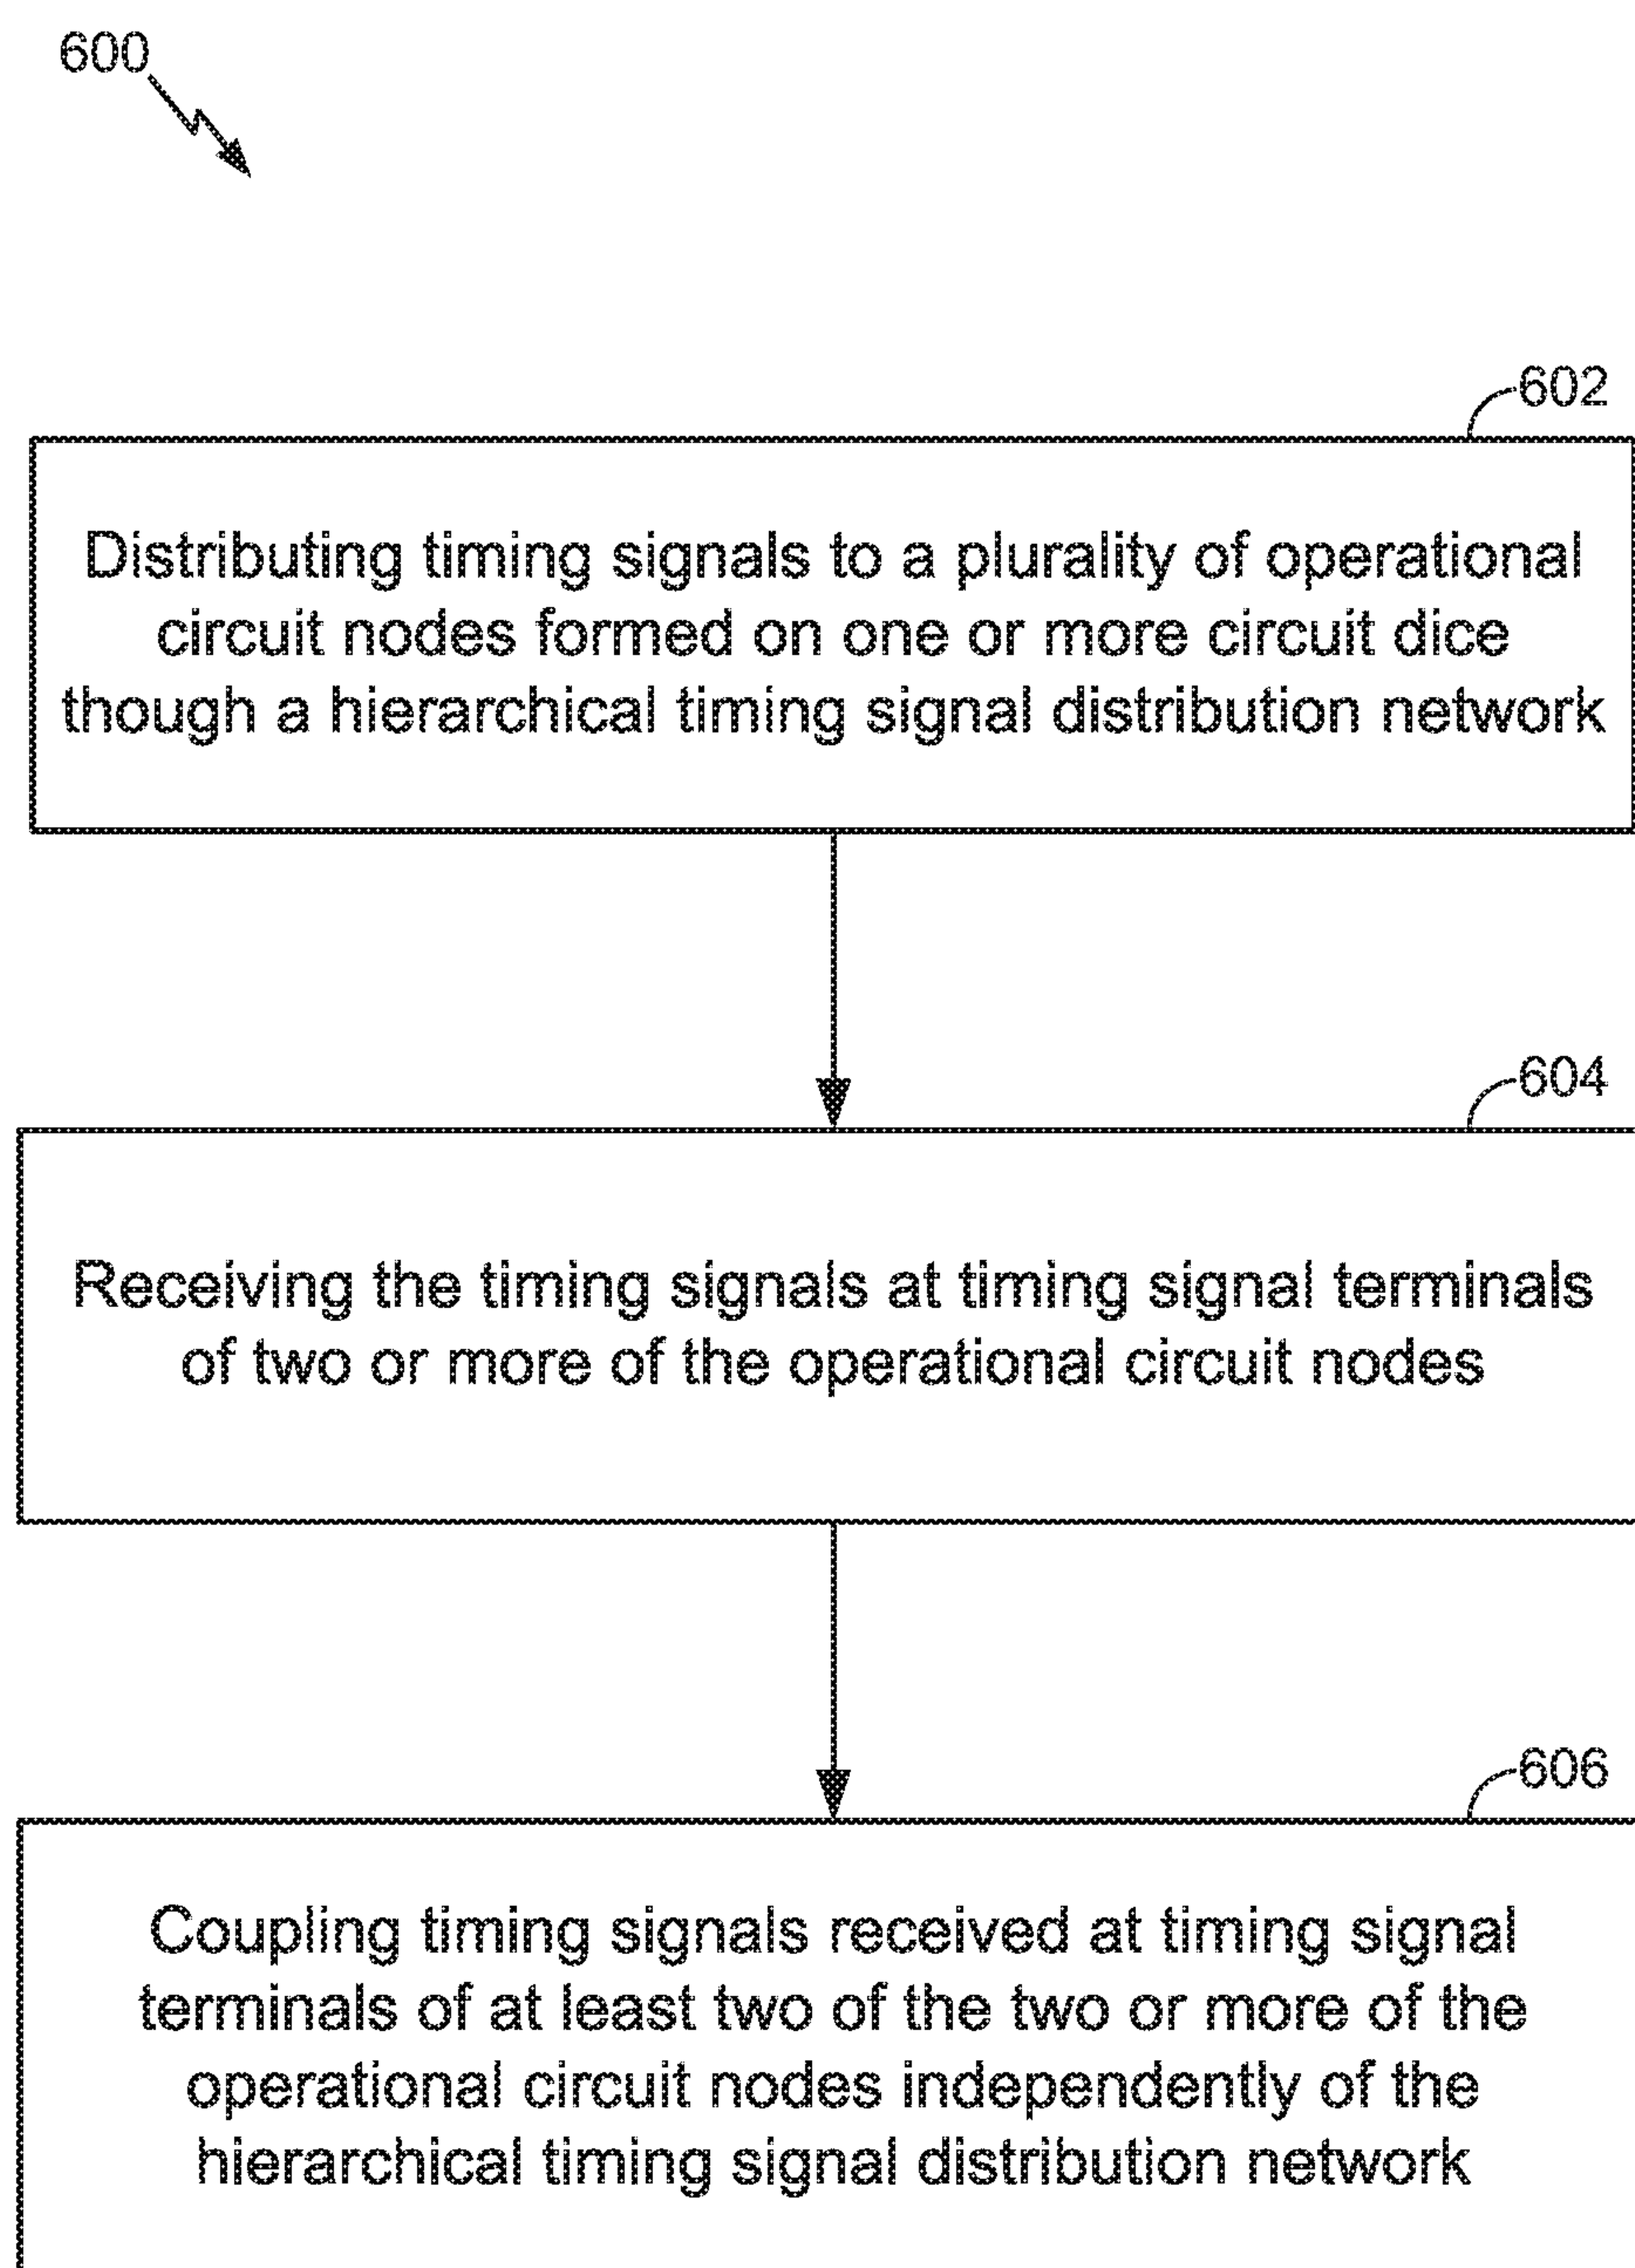 600
602
Distributing timing signals to a plurality of operational
circuit nodes formed on one or more circuit dice
though a hierarchical timing signal distribution network
604
Receiving the timing signals at timing signal terminals
of two or more of the operational circuit nodes
606
Coupling timing signals received at timing signal
terminals of at least two of the two or more of the
operational circuit nodes independently of the
hierarchical timing signal distribution network